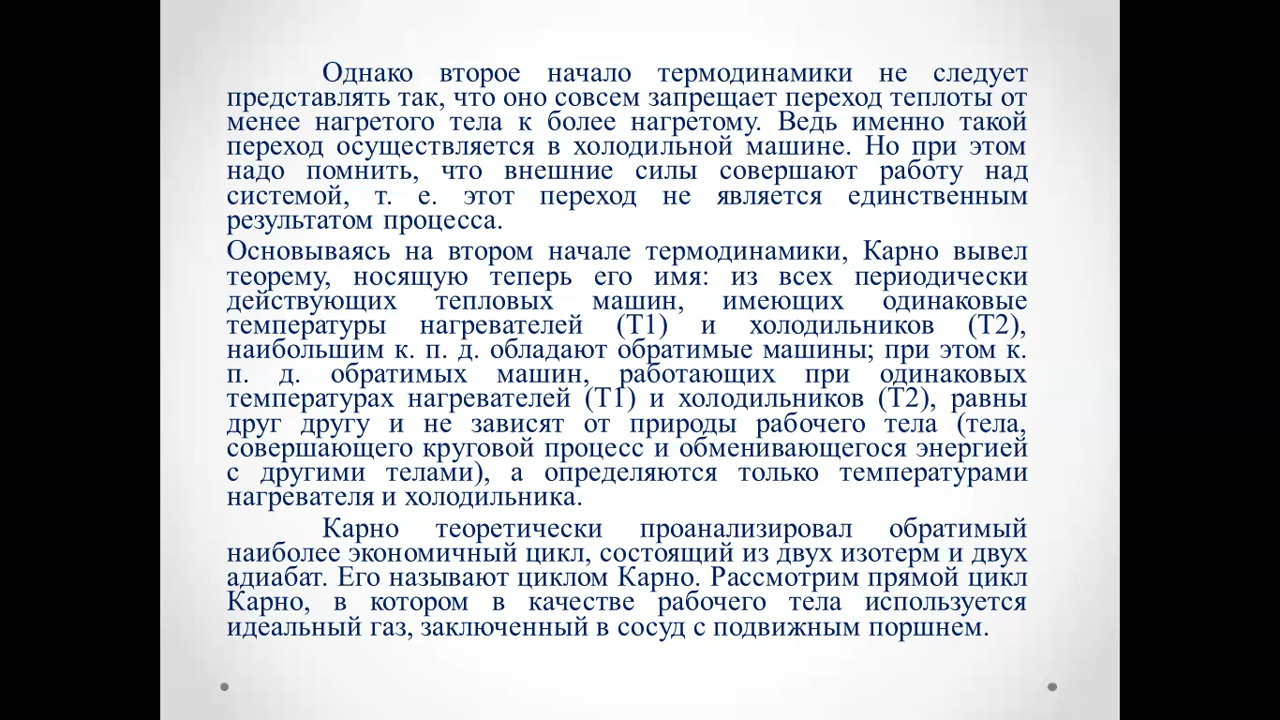 Однако второе начало термодинамики не следует
представлять так, что оно совсем запрещает переход теплоты от
менее нагретого тела к более нагретому. Ведь именно такой
переход осуществляется в холодильной машине. Но при этом
надо помнить, что внешние силы совершают работу над
системой, т. е. этот переход не является единственным
результатом процесса.
Основываясь на втором начале термодинамики, Карно вывел
теорему, носящую теперь его имя: из всех периодически
действующих тепловых машин, имеющих одинаковые
температуры нагревателей (Т1) и холодильников (Т2),
наибольшим к. п. д. обладают обратимые машины; при этом к.
п. д. обратимых машин, работающих при одинаковых
температурах нагревателей (Т1) и холодильников (Т2), равны
друг другу и не зависят от природы рабочего тела (тела,
совершающего круговой процесс и обменивающегося энергией
с другими телами), а определяются только температурами
нагревателя и холодильника.
Карно теоретически проанализировал обратимый
наиболее экономичный цикл, состоящий из двух изотерм и двух
адиабат. Его называют циклом Карно. Рассмотрим прямой цикл
Карно, в котором в качестве рабочего тела используется
идеальный газ, заключенный в сосуд с подвижным поршнем.